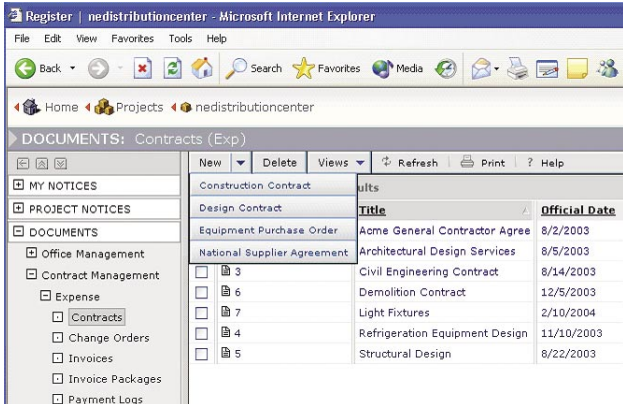 Register | nedistributioncenter - Microsoft Internet Explorer
File Edit View Favorites Tools Help
Back Search Favorites Media
Home Projects nedistributioncenter
DOCUMENTS: Contracts (Exp)
New Delete Views Refresh Print ? Help
MY NOTICES
PROJECT NOTICES
DOCUMENTS
Office Management
Contract Management
Expense
Contracts
Change Orders
Invoices
Invoice Packages
Payment Logs
Construction Contract
Design Contract
Equipment Purchase Order
National Supplier Agreement
ults
Title Official Date
Acme General Contractor Agree 8/2/2003
Architectural Design Services 8/5/2003
3 Civil Engineering Contract 8/14/2003
6 Demolition Contract 12/5/2003
7 Light Fixtures 2/10/2004
4 Refrigeration Equipment Design 11/10/2003
5 Structural Design 8/22/2003